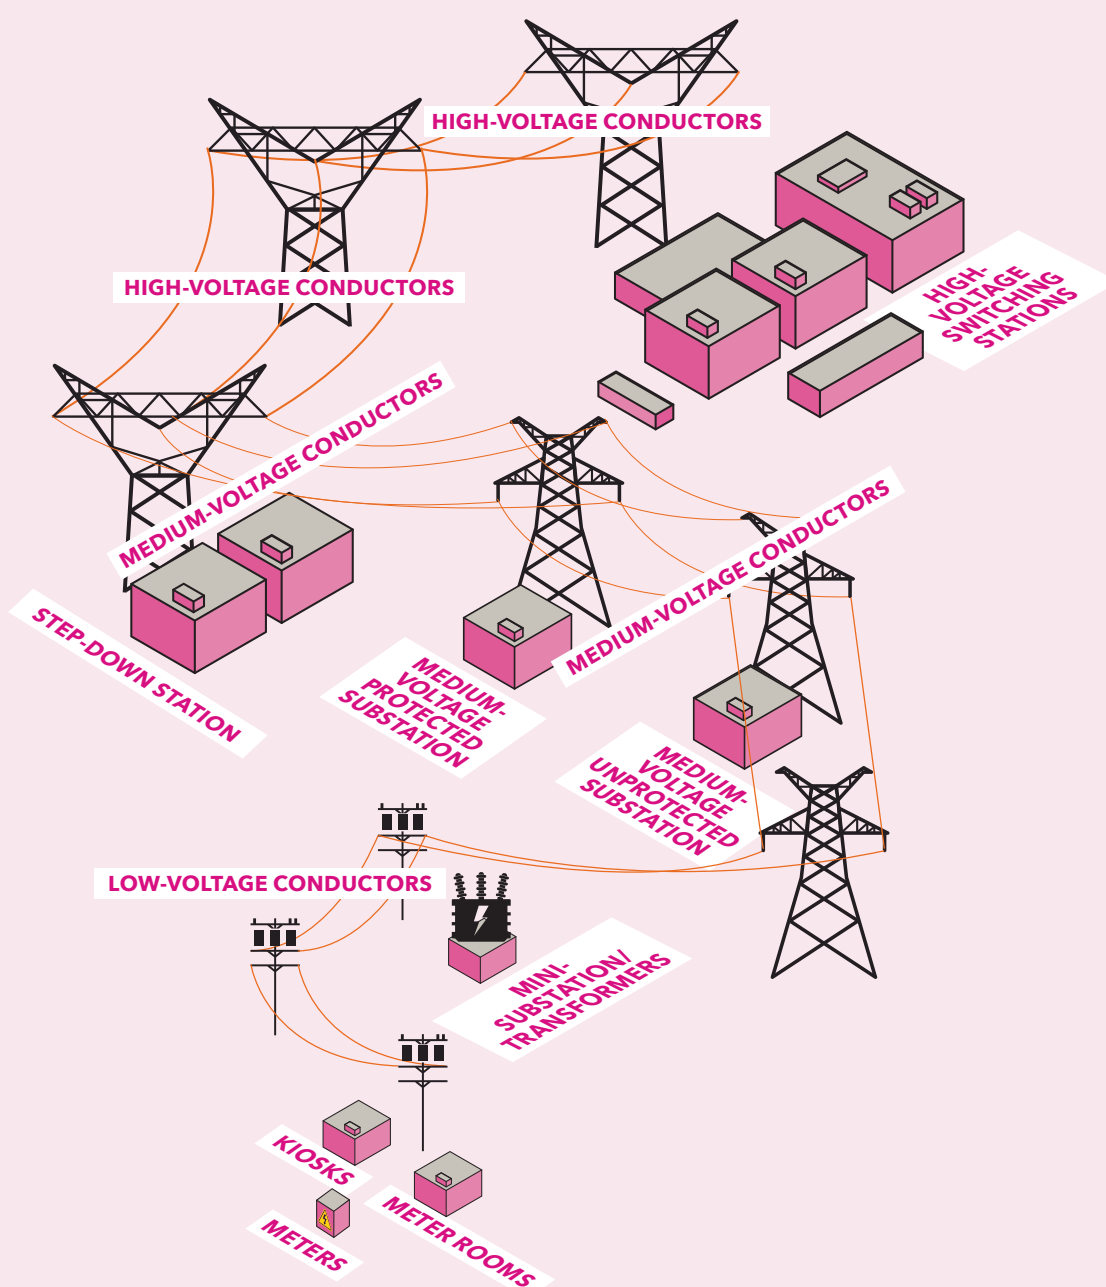 HIGH-VOLTAGE CONDUCTORS
HIGH-
VOLTAGE
SWITCHING
STATIONS
HIGH-VOLTAGE CONDUCTORS
MEDIUM-VOLTAGE CONDUCTORS
MEDIUM-VOLTAGE CONDUCTORS
STEP-DOWN STATION
MEDIUM-
VOLTAGE
PROTECTED
SUBSTATION
MEDIUM-
VOLTAGE
UNPROTECTED
SUBSTATION
LOW-VOLTAGE CONDUCTORS
MINI-
SUBSTATION/
TRANSFORMERS
KIOSKS
METER ROOMS
METERS